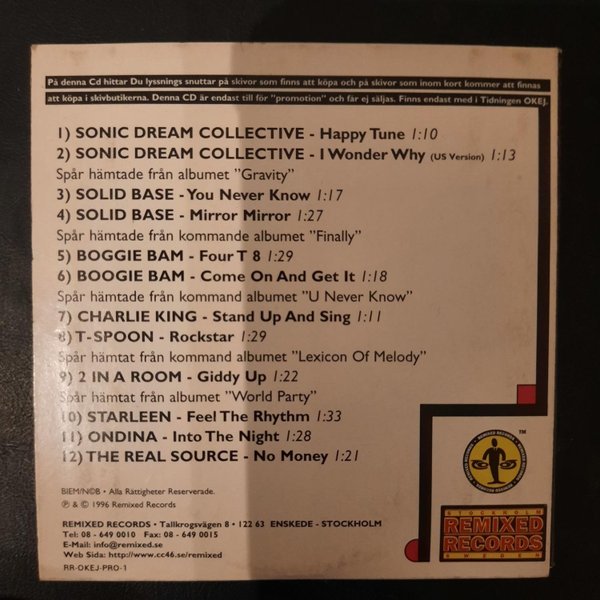 På denna Cd hittar Du lyssnings snuttar på skivor som finns att köpa och på skivor som inom kort kommer att finnas
att köpa i skivbutikerna. Denna CD är endast till för "promotion" och får ej säljas. Finns endast med i Tidningen OKEJ.
1) SONIC DREAM COLLECTIVE - Happy Tune 1:10
2) SONIC DREAM COLLECTIVE - I Wonder Why (US Version) 1:13
Spår hämtade från albumet "Gravity"
3) SOLID BASE - You Never Know 1:17
4) SOLID BASE - Mirror Mirror 1:27
Spår hämtade från kommande albumet "Finally"
5) BOGGIE BAM - Four T 8 1:29
6) BOOGIE BAM - Come On And Get It 1:18
Spår hämtade från kommand albumet "U Never Know"
7) CHARLIE KING - Stand Up And Sing 1:11
8) T-SPOON - Rockstar 1:29
Spår hämtat från kommand albumet "Lexicon Of Melody"
9) 2 IN A ROOM - Giddy Up 1:22
Spår hämtat från albumet "World Party"
10) STARLEEN - Feel The Rhythm 1:33
11) ONDINA - Into The Night 1:28
12) THE REAL SOURCE - No Money 1:21
BIEM/N©B • Alla Rättigheter Reserverade.
℗ & © 1996 Remixed Records
REMIXED RECORDS • Tallkrogsvägen 8 • 122 63 ENSKEDE - STOCKHOLM
Tel: 08 - 649 0010 Fax: 08 - 649 0015
E-Mail: info@remixed.se
Web Sida: http://www.cc46.se/remixed
RR-OKEJ-PRO-1
TM
STOCKHOLM
REMIXED
RECORDS
SWEDEN